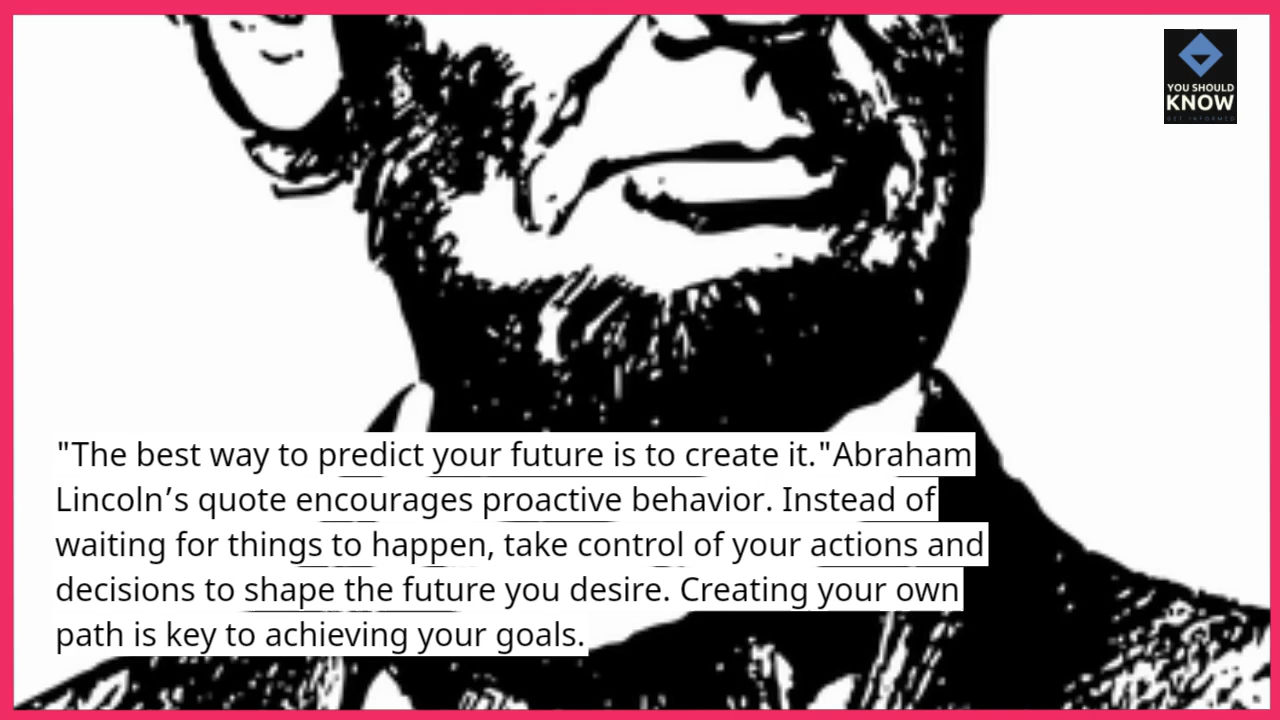 YOU SHOULD
KNOW
GET INFORMED
"The best way to predict your future is to create it."Abraham
Lincoln’s quote encourages proactive behavior. Instead of
waiting for things to happen, take control of your actions and
decisions to shape the future you desire. Creating your own
path is key to achieving your goals.